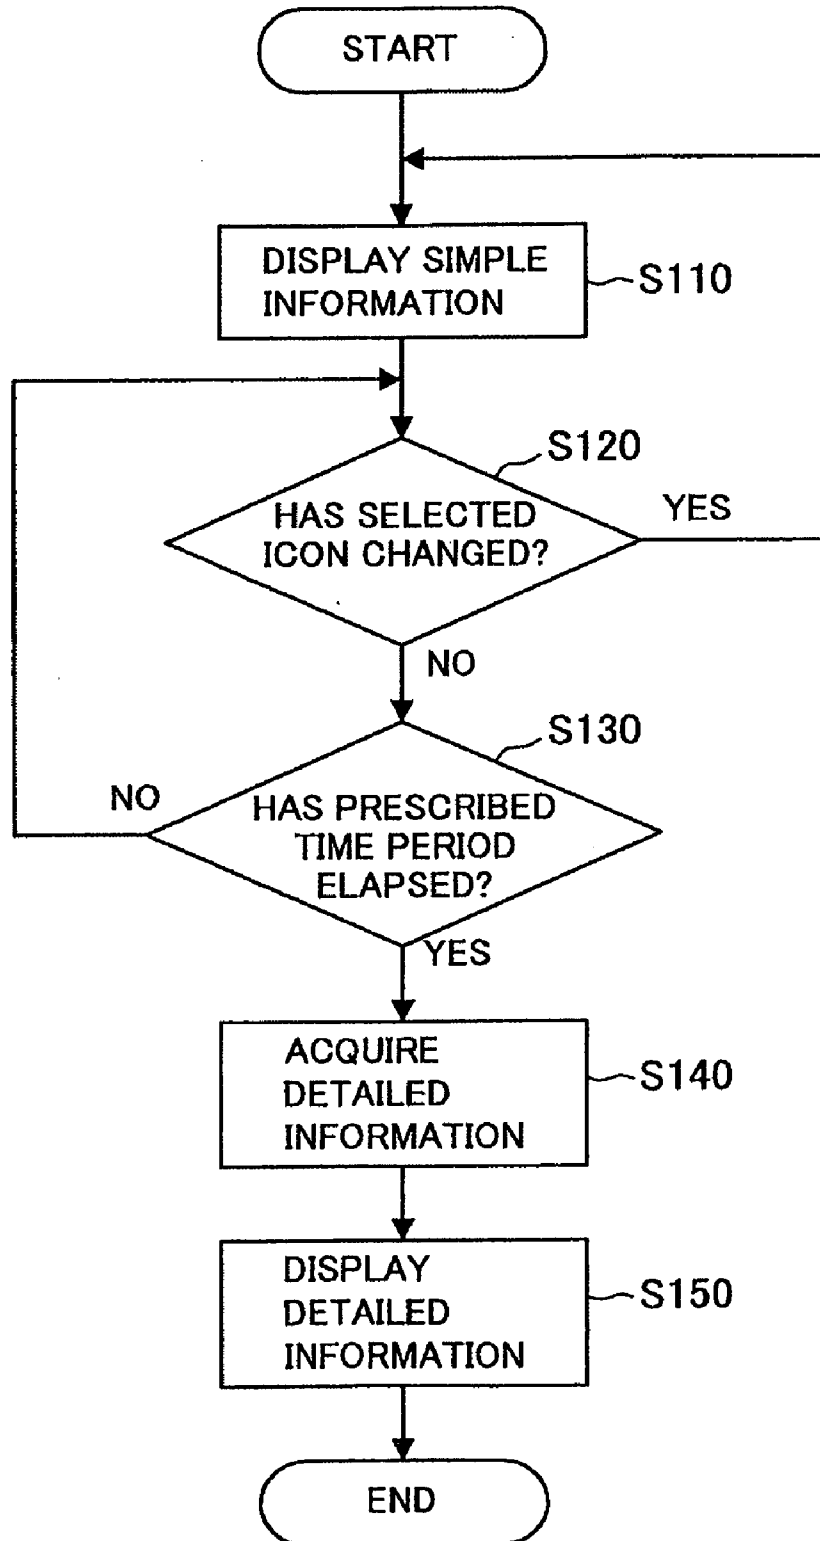 START
DISPLAY SIMPLE
INFORMATION
S110
S120
HAS SELECTED
ICON CHANGED?
YES
NO
S130
NO
HAS PRESCRIBED
TIME PERIOD
ELAPSED?
YES
ACQUIRE
DETAILED
INFORMATION
S140
DISPLAY
DETAILED
INFORMATION
S150
END